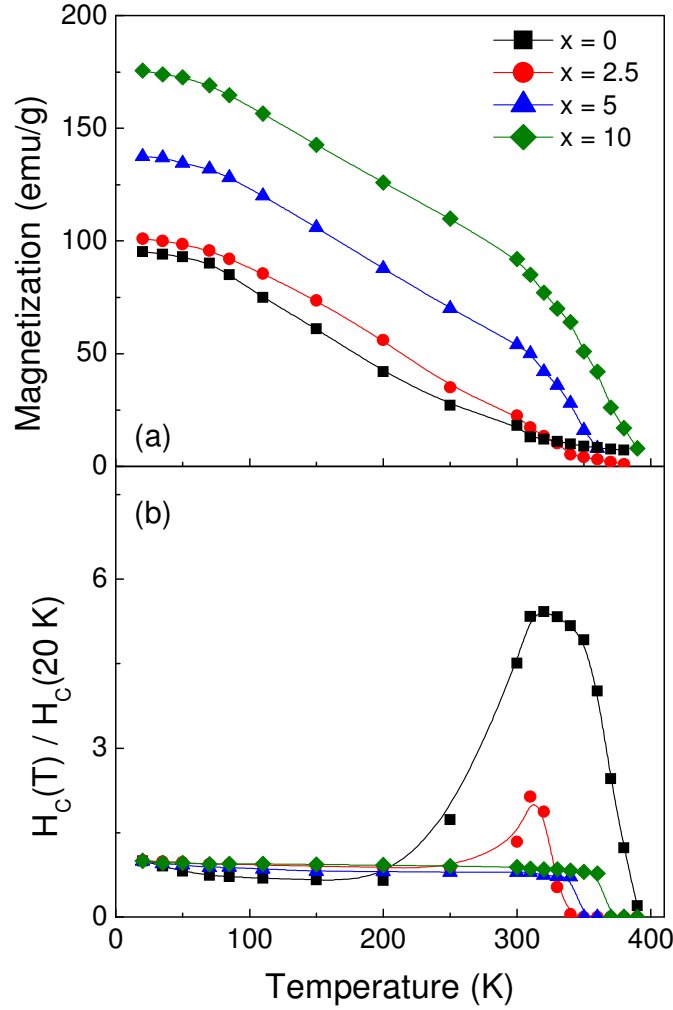 200
150
100
50
0
Magnetization (emu/g)
x = 0
x = 2.5
x = 5
x = 10
(a)
(b)
6
3
0
H_C(T) / H_C(20 K)
0
100
200
300
400
Temperature (K)